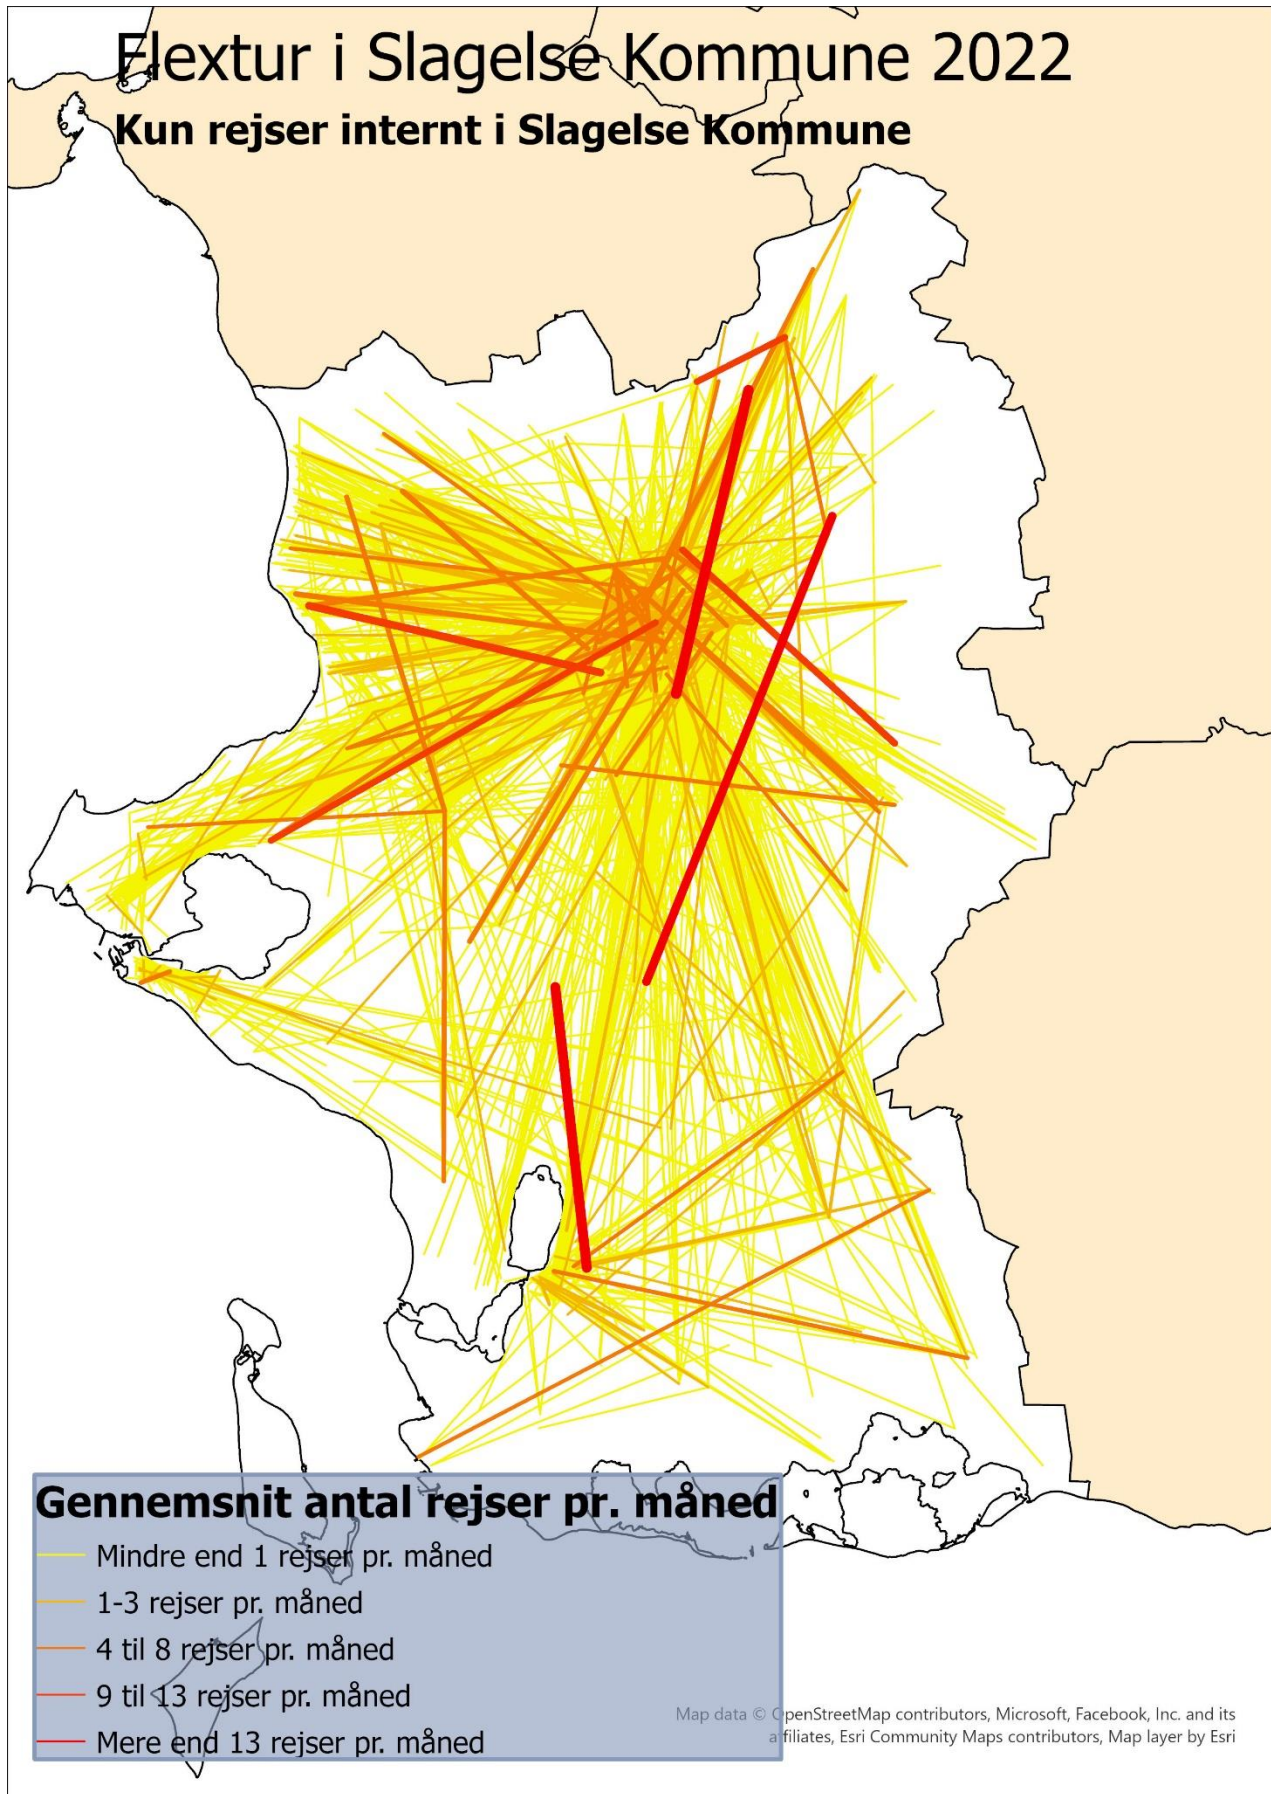 Flextur i Slagelse Kommune 2022
Kun rejser internt i Slagelse Kommune
Gennemsnit antal rejser pr. måned
Mindre end 1 rejser pr. måned
1-3 rejser pr. måned
4 til 8 rejser pr. måned
9 til 13 rejser pr. måned
Mere end 13 rejser pr. måned
Map data © OpenStreetMap contributors, Microsoft, Facebook, Inc. and its
affiliates, Esri Community Maps contributors, Map layer by Esri